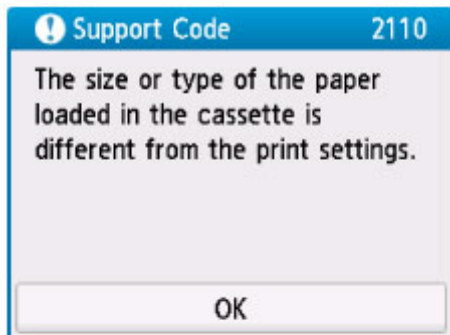 Support Code 2110
The size or type of the paper
loaded in the cassette is
different from the print settings.
OK